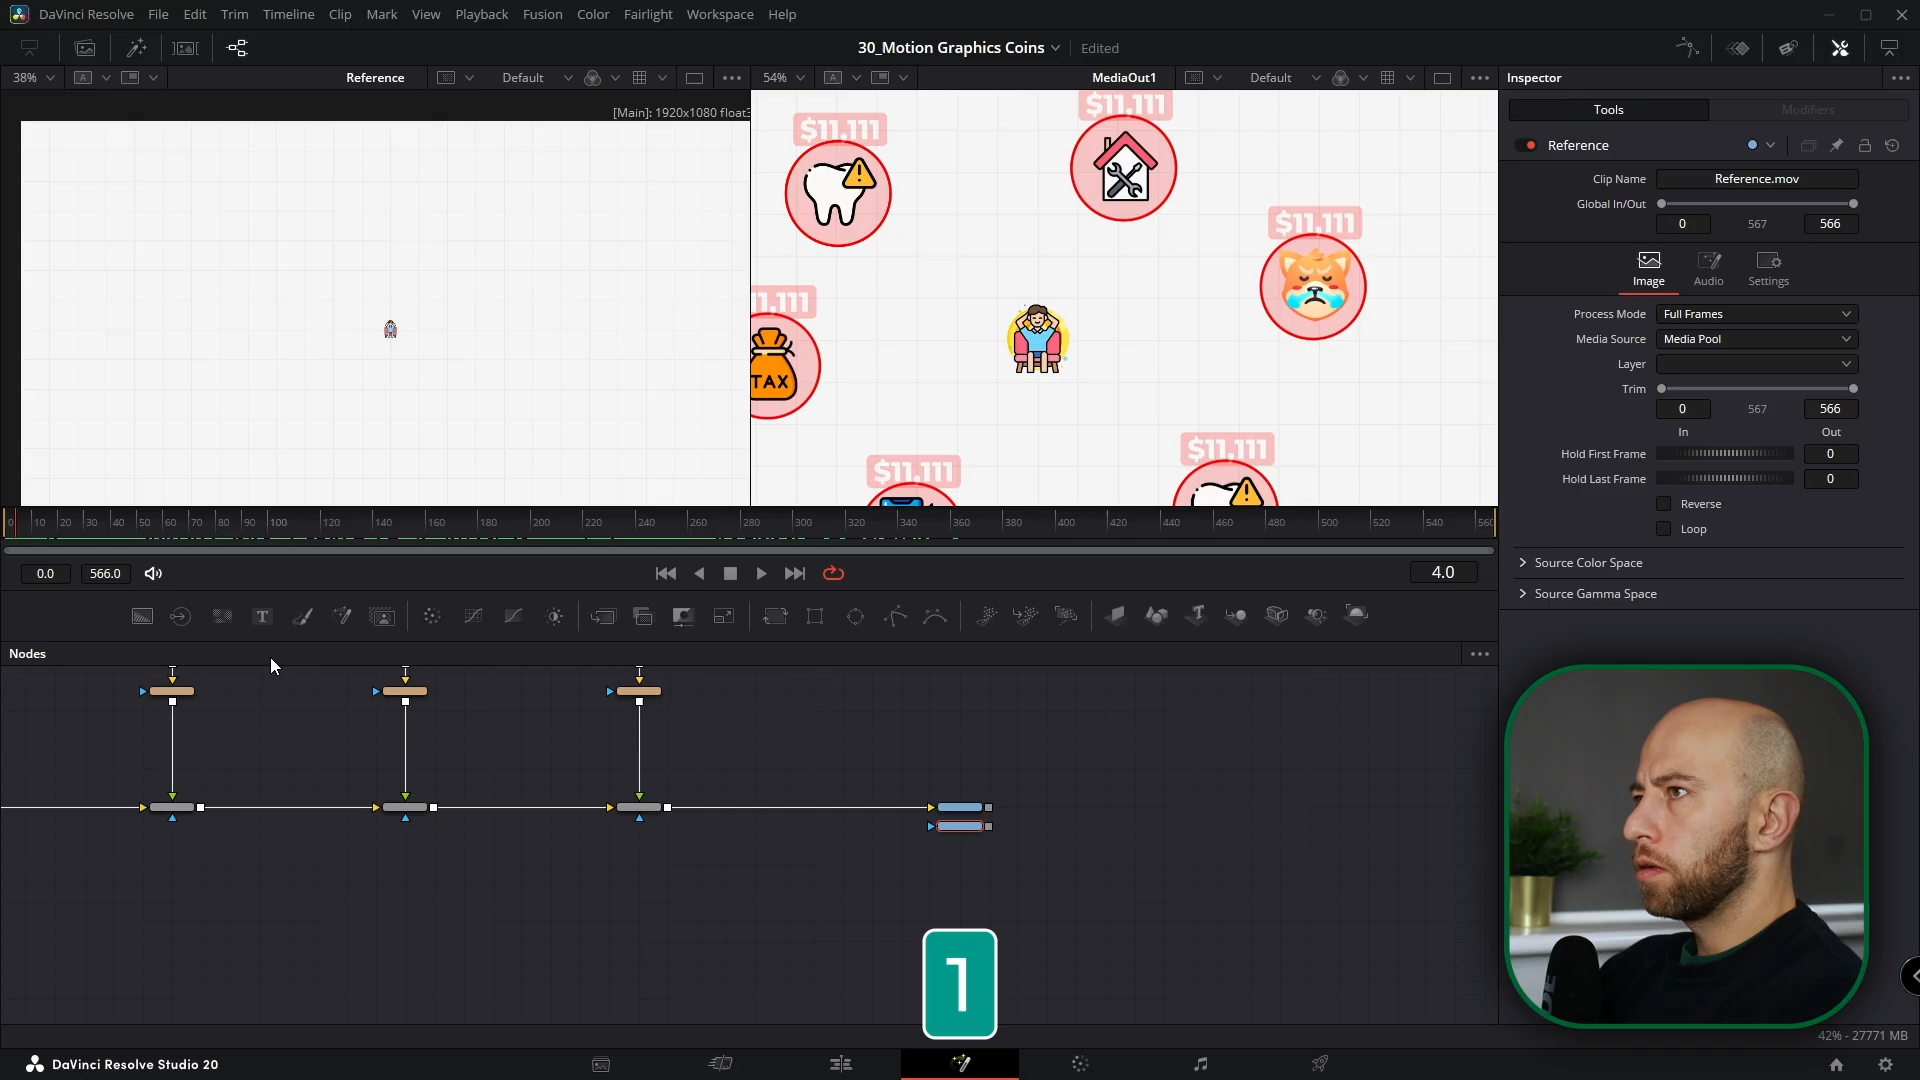 DaVinci Resolve File Edit Trim Timeline Clip Mark View Playback Fusion Color Fairlight Workspace Help
30_Motion Graphics Coins Edited
38% A Reference Default 54% A MediaOut1 Default Inspector
[Main]: 1920x1080 float3
Tools Modifiers
Reference
Clip Name Reference.mov
Global In/Out
0 567 566
Image Audio Settings
Process Mode Full Frames
Media Source Media Pool
Layer
Trim
0 567 566
In Out
Hold First Frame 0
Hold Last Frame 0
Reverse
Loop
Source Color Space
Source Gamma Space
$11,111
$11,111
$11,111
1,111
TAX
$11,111
$11,111
0 10 20 30 40 50 60 70 80 90 100 120 140 160 180 200 220 240 260 280 300 320 340 360 380 400 420 440 460 480 500 520 540 560
0.0 566.0 4.0
T T
Nodes
1
42% - 27771 MB
DaVinci Resolve Studio 20